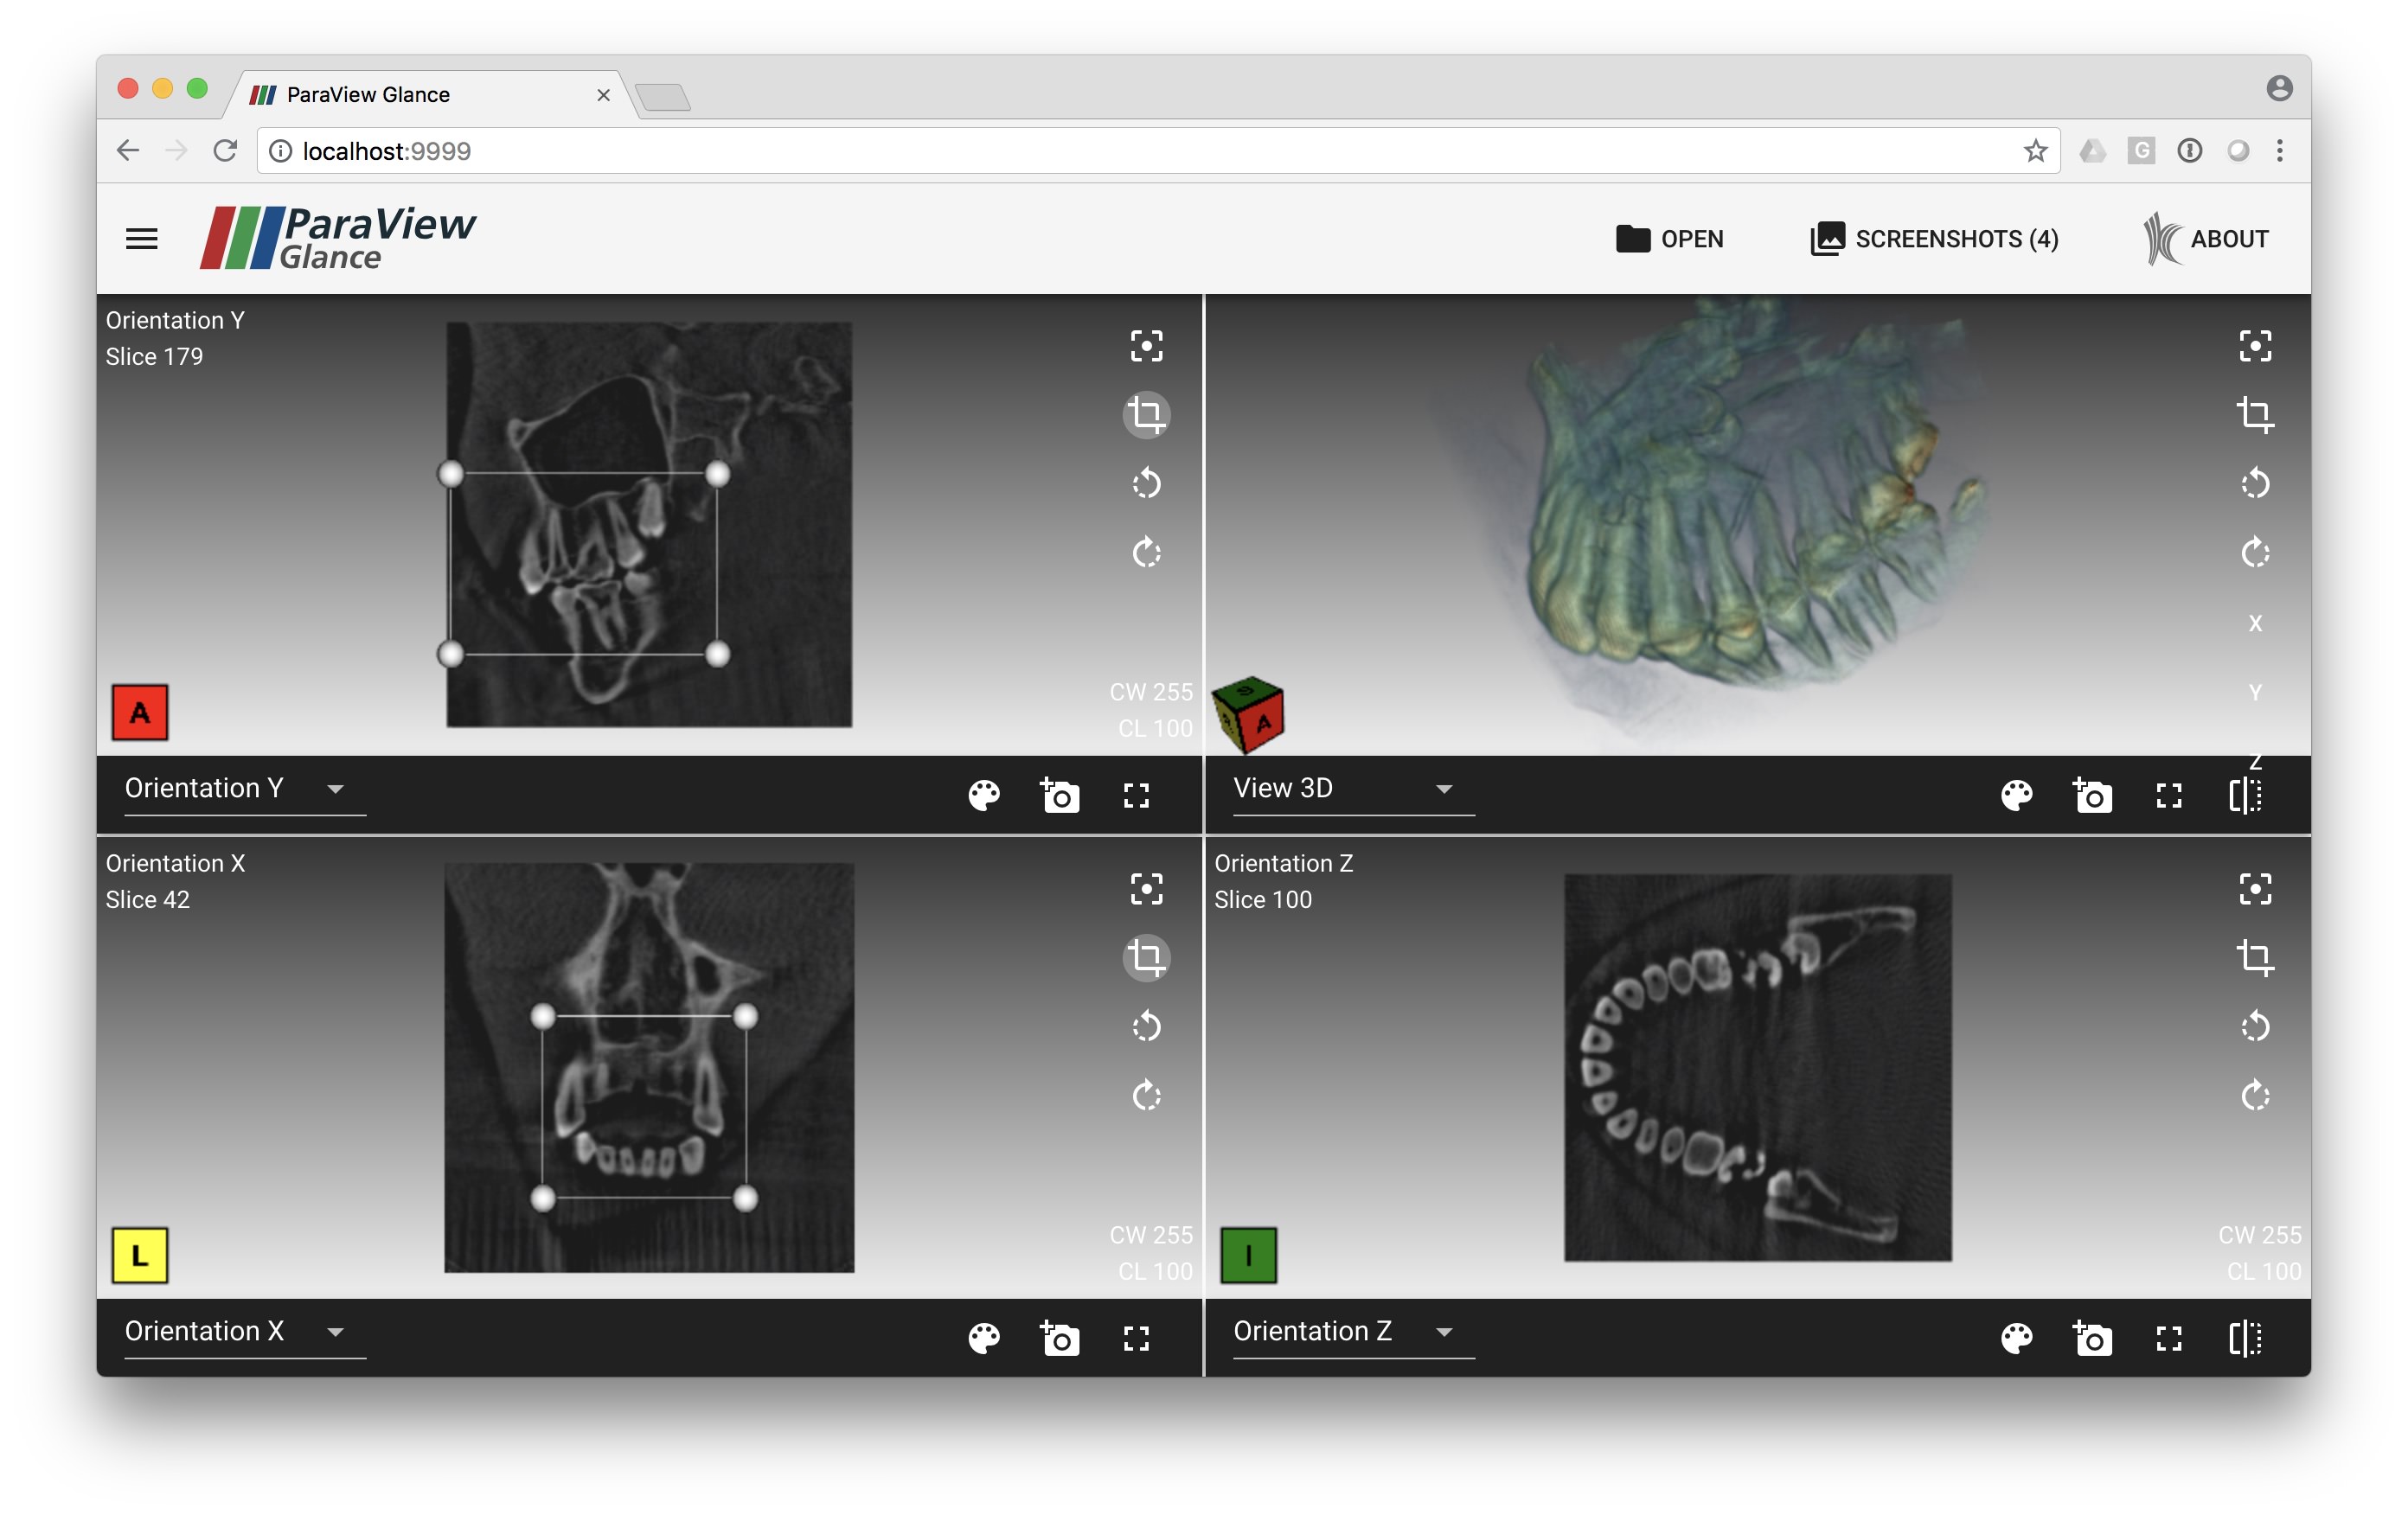 ParaView Glance
localhost:9999
ParaView
Glance
OPEN
SCREENSHOTS (4)
ABOUT
Orientation Y
Slice 179
A
CW 255
CL 100
Orientation Y
X
Y
Z
A
View 3D
Orientation X
Slice 42
L
CW 255
CL 100
Orientation X
Orientation Z
Slice 100
I
CW 255
CL 100
Orientation Z